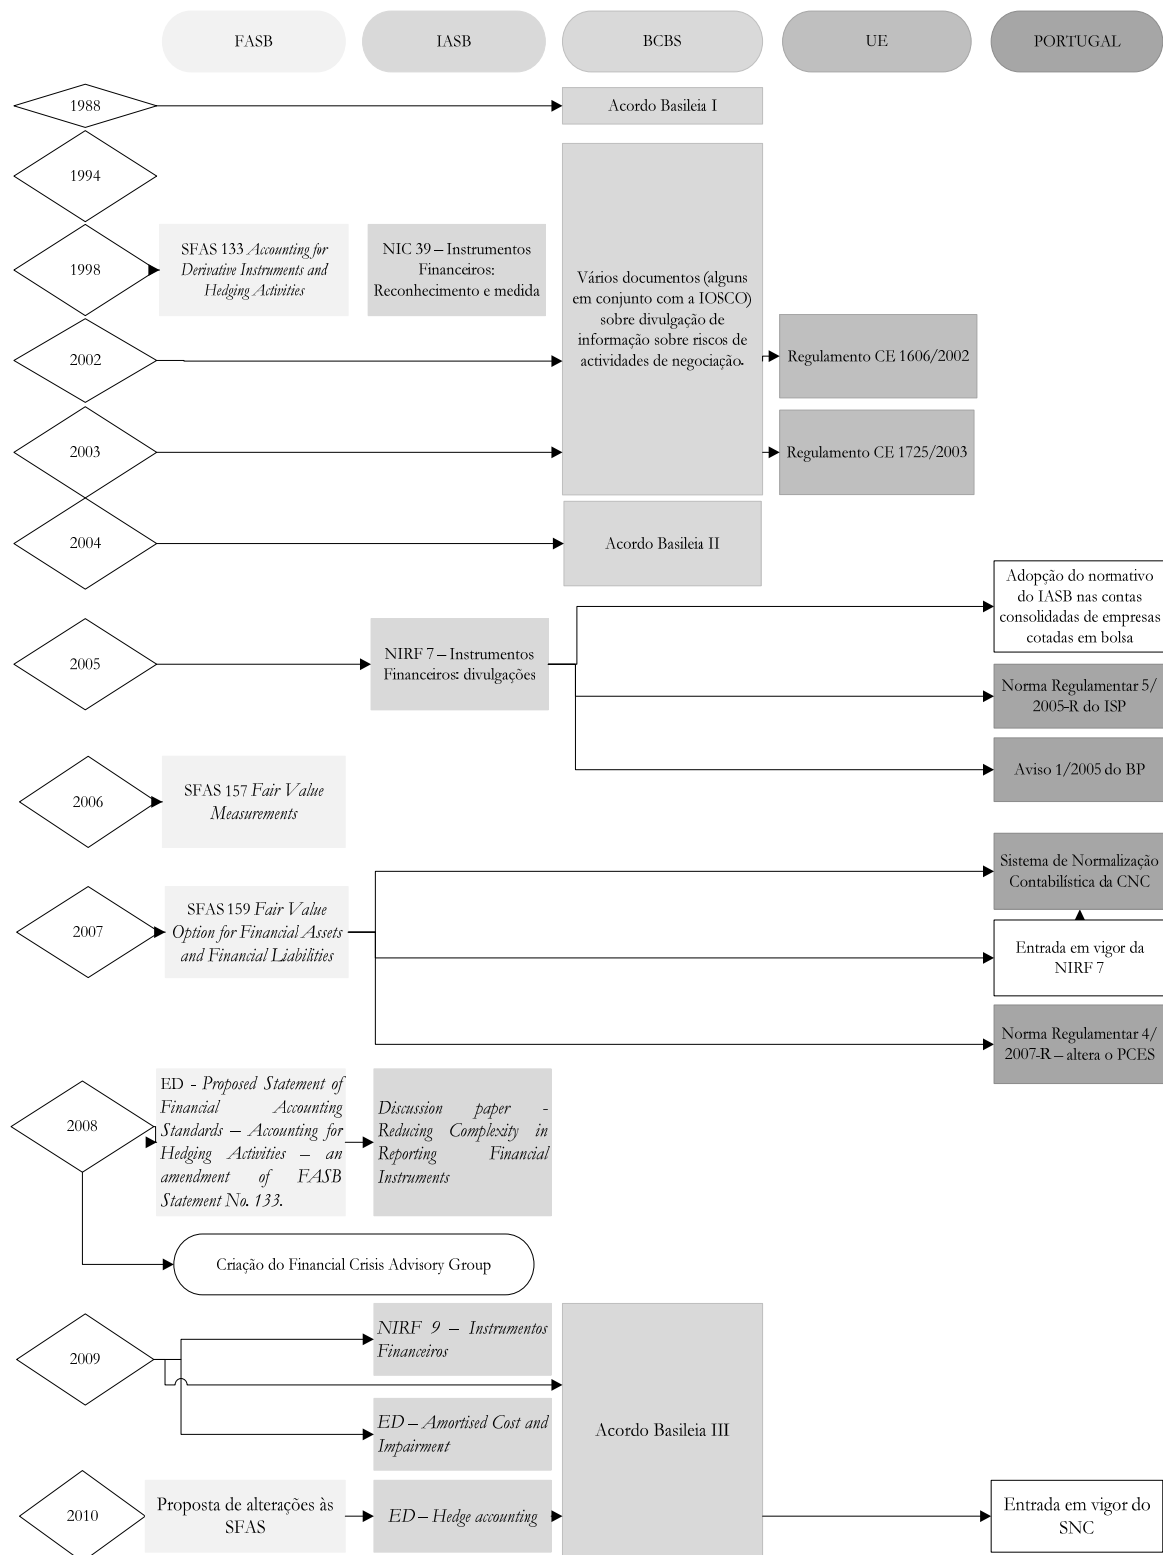 FASB
IASB
BCBS
UE
PORTUGAL
1988
Acordo Basileia I
1994
1998
SFAS 133 Accounting for
Derivative Instruments and
Hedging Activities
NIC 39 – Instrumentos
Financeiros:
Reconhecimento e medida
Vários documentos (alguns
em conjunto com a IOSCO)
sobre divulgação de
informação sobre riscos de
actividades de negociação.
2002
Regulamento CE 1606/2002
2003
Regulamento CE 1725/2003
2004
Acordo Basileia II
Adopção do normativo
do IASB nas contas
consolidadas de empresas
cotadas em bolsa
2005
NIRF 7 – Instrumentos
Financeiros: divulgações
Norma Regulamentar 5/
2005-R do ISP
Aviso 1/2005 do BP
2006
SFAS 157 Fair Value
Measurements
Sistema de Normalização
Contabilística da CNC
2007
SFAS 159 Fair Value
Option for Financial Assets
and Financial Liabilities
Entrada em vigor da
NIRF 7
Norma Regulamentar 4/
2007-R – altera o PCES
2008
ED - Proposed Statement of
Financial Accounting
Standards – Accounting for
Hedging Activities – an
amendment of FASB
Statement No. 133.
Discussion paper -
Reducing Complexity in
Reporting Financial
Instruments
Criação do Financial Crisis Advisory Group
2009
NIRF 9 – Instrumentos
Financeiros
ED – Amortised Cost and
Impairment
Acordo Basileia III
2010
Proposta de alterações às
SFAS
ED – Hedge accounting
Entrada em vigor do
SNC